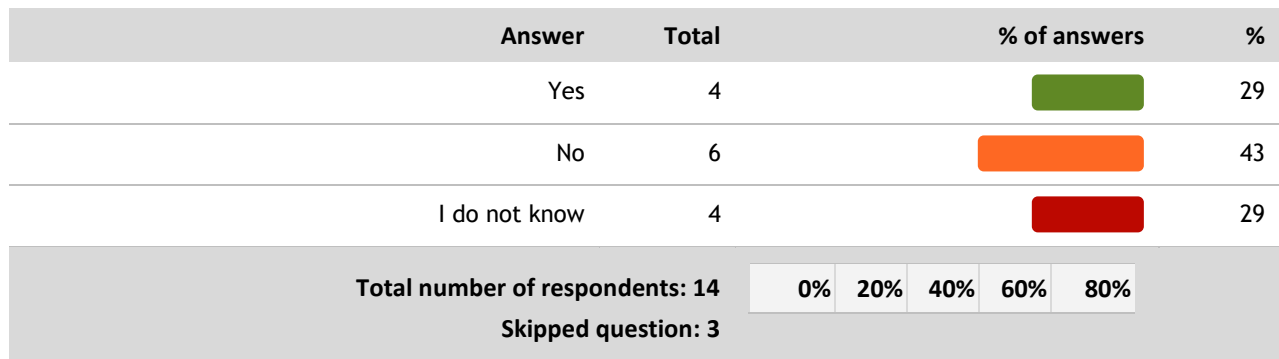 Answer Total % of answers %
Yes 4 29
No 6 43
I do not know 4 29
Total number of respondents: 14 0% 20% 40% 60% 80%
Skipped question: 3